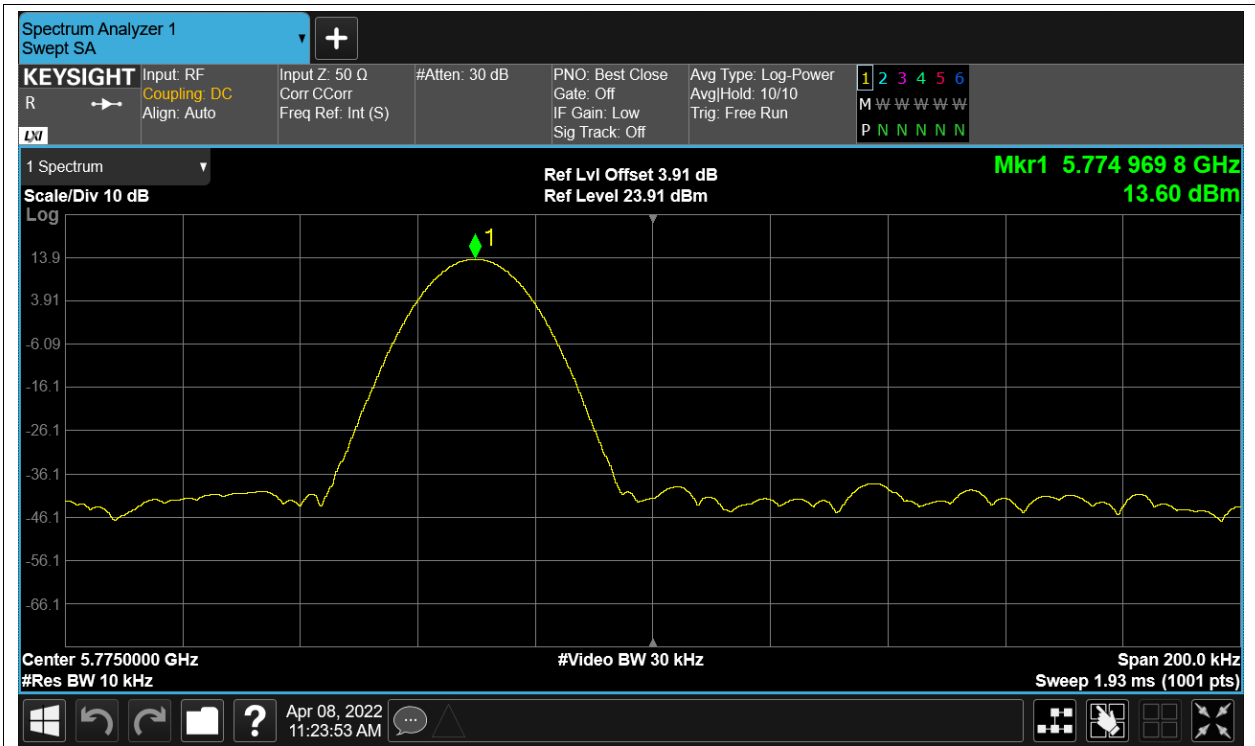 Spectrum Analyzer 1
Swept SA
KEYSIGHT
R
LXI
Input: RF
Coupling: DC
Align: Auto
Input Z: 50 Ω
Corr CCorr
Freq Ref: Int (S)
#Atten: 30 dB
PNO: Best Close
Gate: Off
IF Gain: Low
Sig Track: Off
Avg Type: Log-Power
Avg|Hold: 10/10
Trig: Free Run
1 2 3 4 5 6
M W W W W W
P N N N N N
1 Spectrum
Scale/Div 10 dB
Log
Ref Lvl Offset 3.91 dB
Ref Level 23.91 dBm
Mkr1 5.774 969 8 GHz
13.60 dBm
1
13.9
3.91
-6.09
-16.1
-26.1
-36.1
-46.1
-56.1
-66.1
Center 5.7750000 GHz
#Res BW 10 kHz
#Video BW 30 kHz
Span 200.0 kHz
Sweep 1.93 ms (1001 pts)
?
Apr 08, 2022
11:23:53 AM